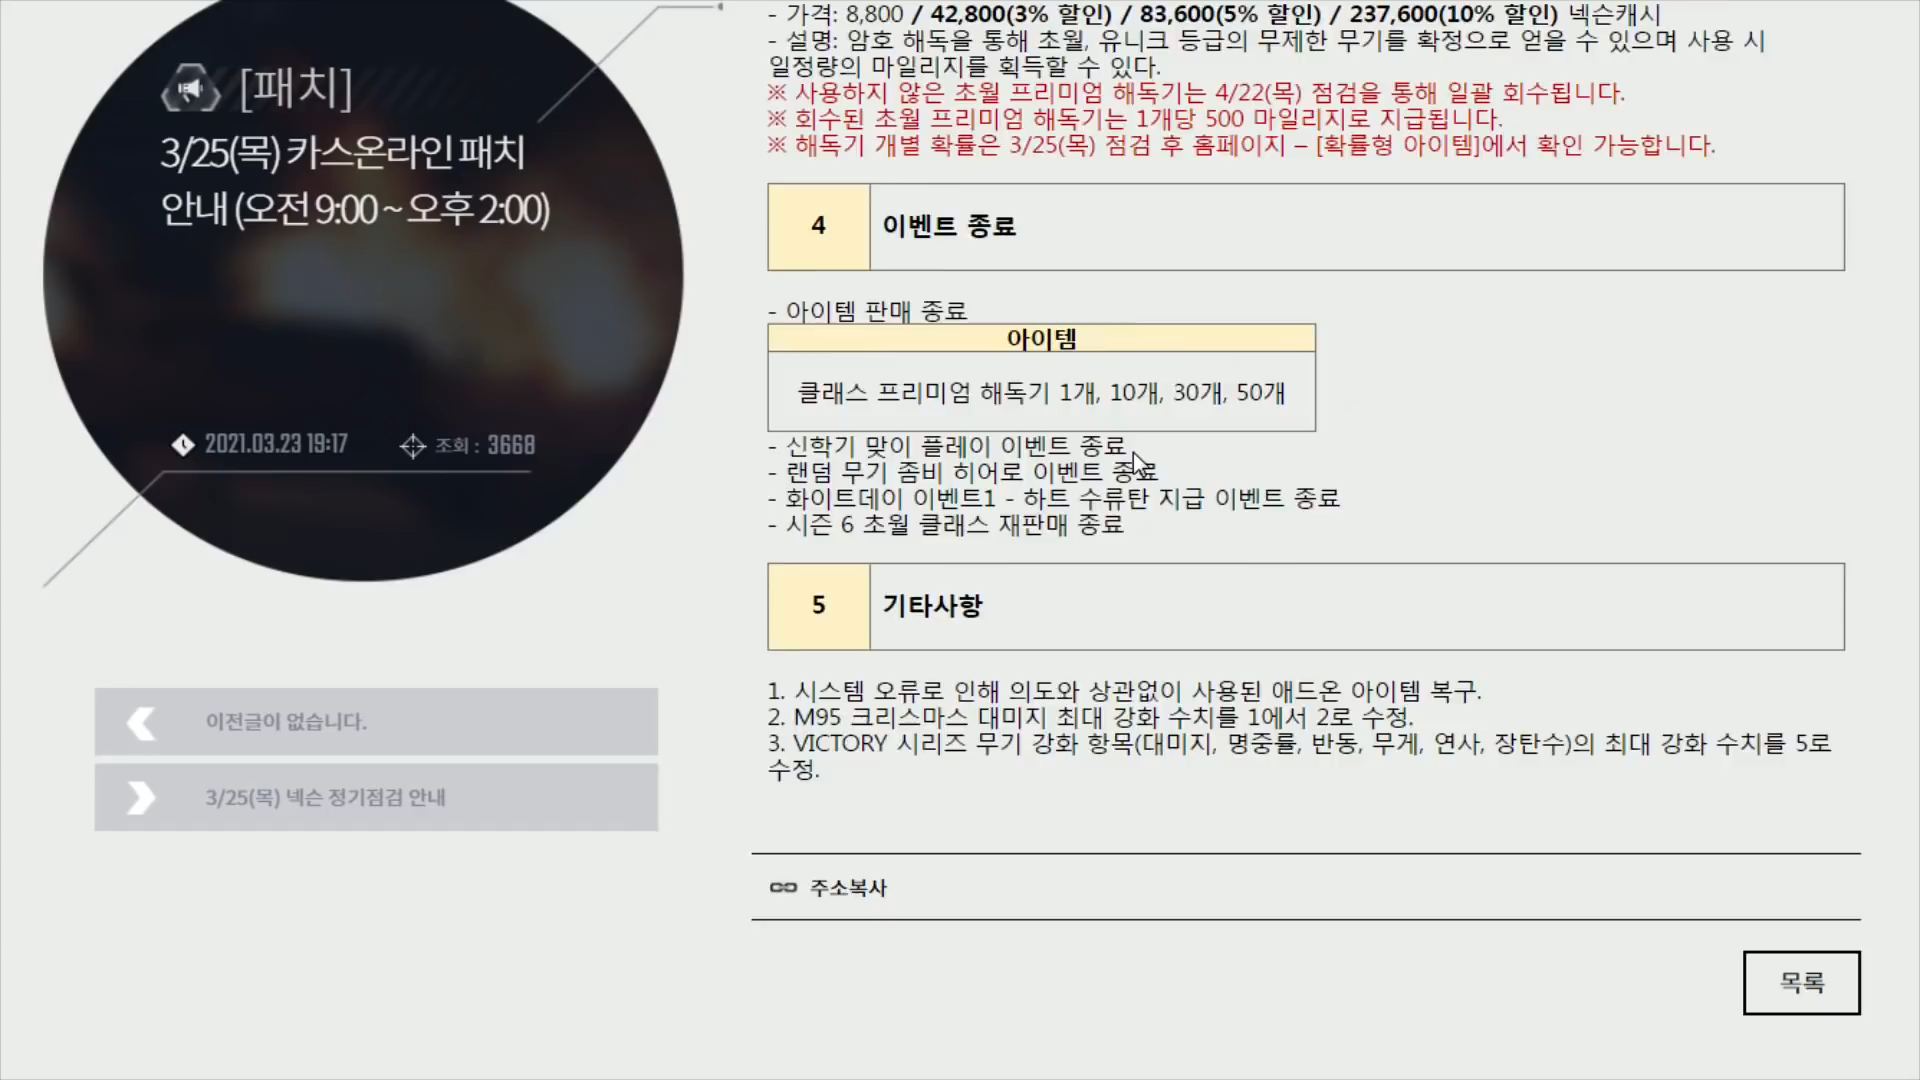 [패치]
3/25(목) 카스온라인 패치
안내 (오전 9:00 ~ 오후 2:00)
2021.03.23 19:17 조회 : 3668
이전글이 없습니다.
3/25(목) 넥슨 정기점검 안내
- 가격: 8,800 / 42,800(3% 할인) / 83,600(5% 할인) / 237,600(10% 할인) 넥슨캐시
- 설명: 암호 해독을 통해 초월, 유니크 등급의 무제한 무기를 확정으로 얻을 수 있으며 사용 시
일정량의 마일리지를 획득할 수 있다.
※ 사용하지 않은 초월 프리미엄 해독기는 4/22(목) 점검을 통해 일괄 회수됩니다.
※ 회수된 초월 프리미엄 해독기는 1개당 500 마일리지로 지급됩니다.
※ 해독기 개별 확률은 3/25(목) 점검 후 홈페이지 – [확률형 아이템]에서 확인 가능합니다.
4 이벤트 종료
- 아이템 판매 종료
아이템
클래스 프리미엄 해독기 1개, 10개, 30개, 50개
- 신학기 맞이 플레이 이벤트 종료
- 랜덤 무기 좀비 히어로 이벤트 종료
- 화이트데이 이벤트1 - 하트 수류탄 지급 이벤트 종료
- 시즌 6 초월 클래스 재판매 종료
5 기타사항
1. 시스템 오류로 인해 의도와 상관없이 사용된 애드온 아이템 복구.
2. M95 크리스마스 대미지 최대 강화 수치를 1에서 2로 수정.
3. VICTORY 시리즈 무기 강화 항목(대미지, 명중률, 반동, 무게, 연사, 장탄수)의 최대 강화 수치를 5로
수정.
주소복사
목록